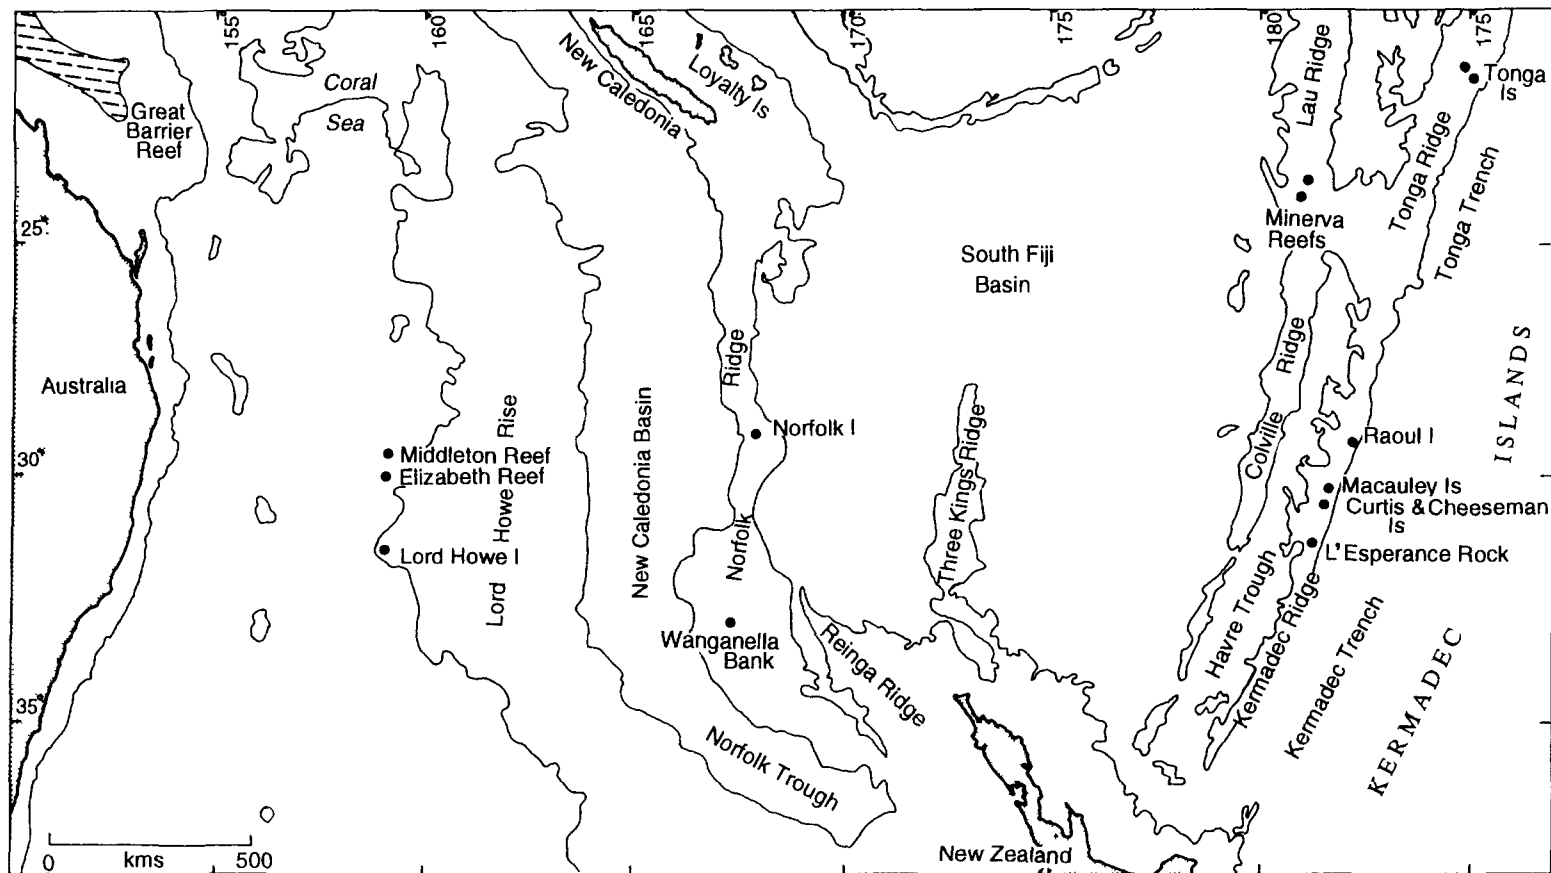 155
160
165
170
175
180
175
Great
Barrier
Reef
Coral
Sea
New Caledonia
Loyalty Is
Lau Ridge
Tonga
Is
Tonga Ridge
Tonga Trench
Minerva
Reefs
25°
South Fiji
Basin
Australia
Ridge
Ridge
ISLANDS
Rise
New Caledonia Basin
Norfolk I
Three Kings Ridge
Colville
Raoul I
30°
Middleton Reef
Elizabeth Reef
Macauley Is
Curtis & Cheeseman
Is
Howe
Norfolk
Lord Howe I
L'Esperance Rock
Lord
Havre Trough
Kermadec Ridge
Kermadec Trench
KERMADEC
Wanganella
Bank
Reinga Ridge
35°
Norfolk Trough
0 kms 500
New Zealand